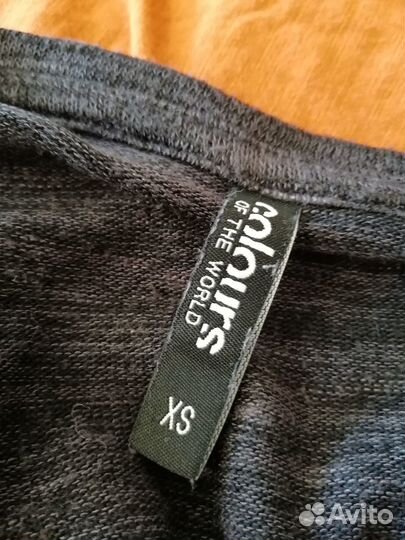 colours
OF THE WORLD
XS
Avito